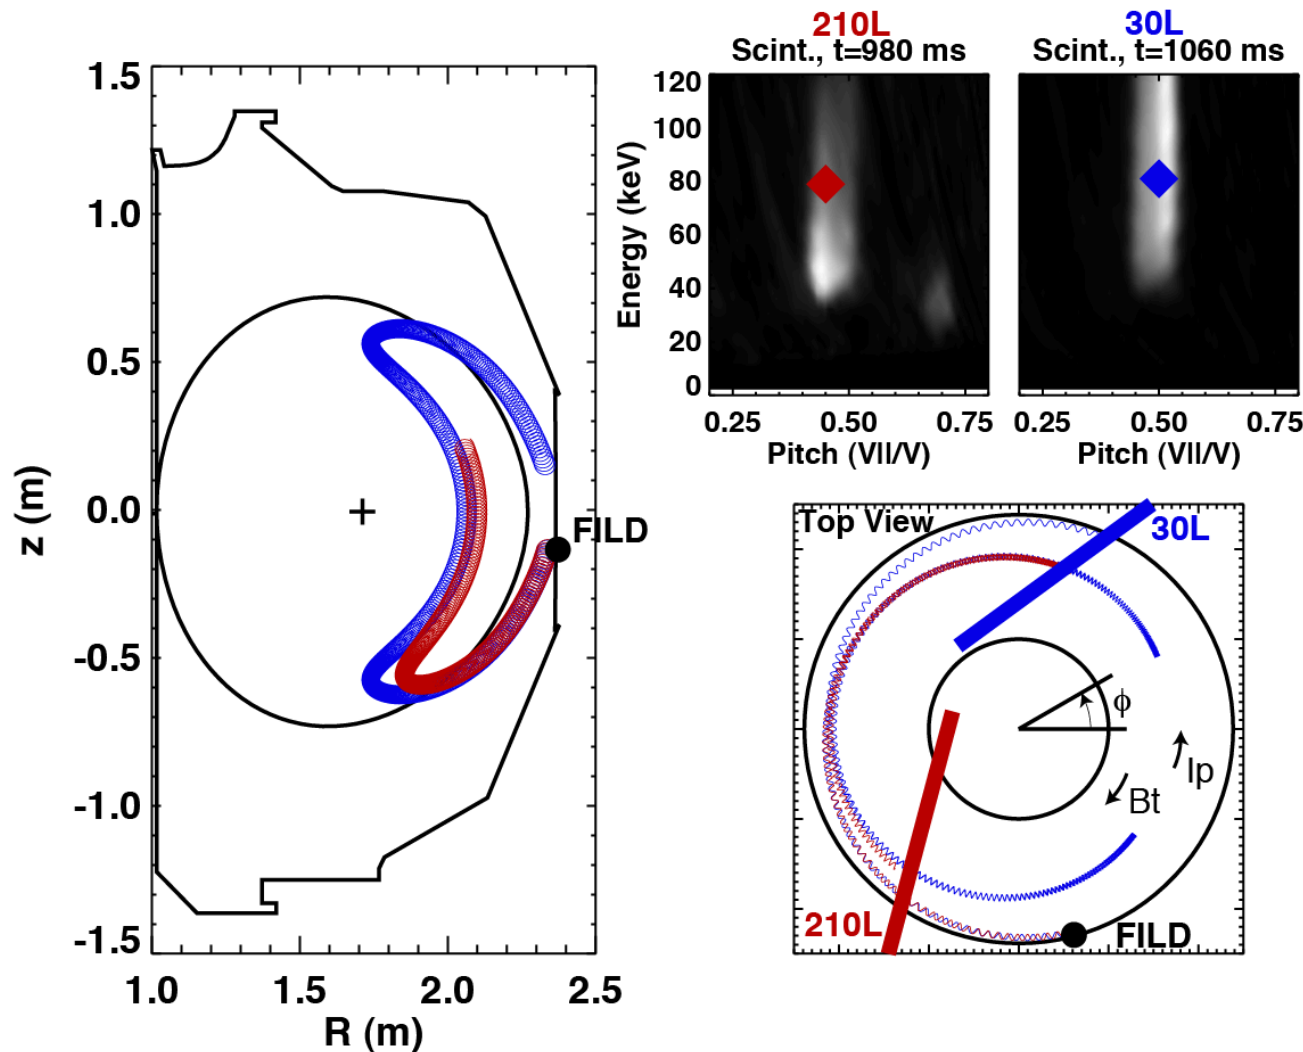 1.5
1.0
0.5
0.0
-0.5
-1.0
-1.5
z (m)
1.0 1.5 2.0 2.5
R (m)
FILD
210L
Scint., t=980 ms
30L
Scint., t=1060 ms
120
100
80
60
40
20
0
Energy (keV)
0.25 0.50 0.75
Pitch (VII/V)
0.25 0.50 0.75
Pitch (VII/V)
Top View
30L
ϕ
Ip
Bt
210L
FILD